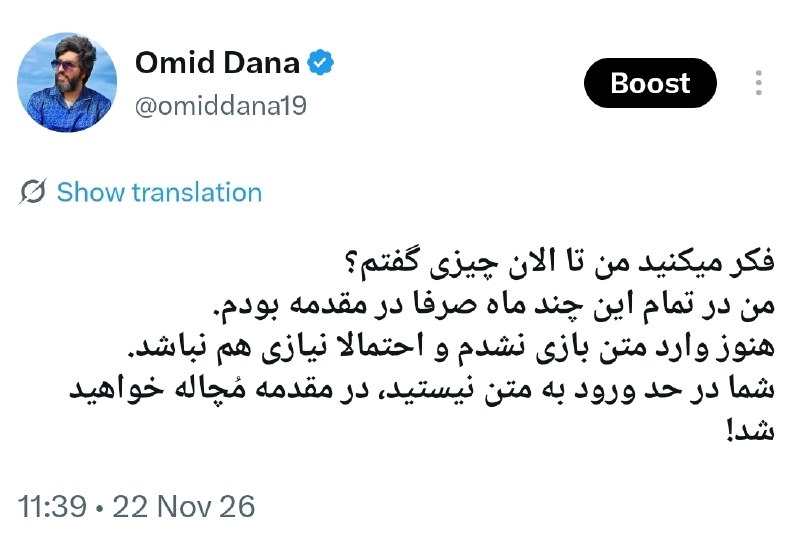 Omid Dana
@omiddana19
Boost
Show translation
فکر میکنید من تا الان چیزی گفتم؟
من در تمام این چند ماه صرفا در مقدمه بودم.
هنوز وارد متن بازی نشدم و احتمالا نیازی هم نباشد.
شما در حد ورود به متن نیستید، در مقدمه مُچاله خواهید
شد!
11:39 • 22 Nov 26